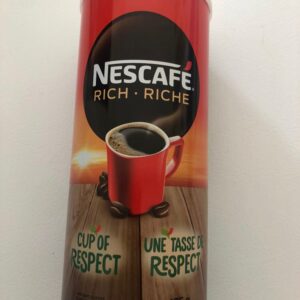 NESCAFÉ
RICH · RICHE
CUP OF
RESPECT
UNE TASSE DE
RESPECT